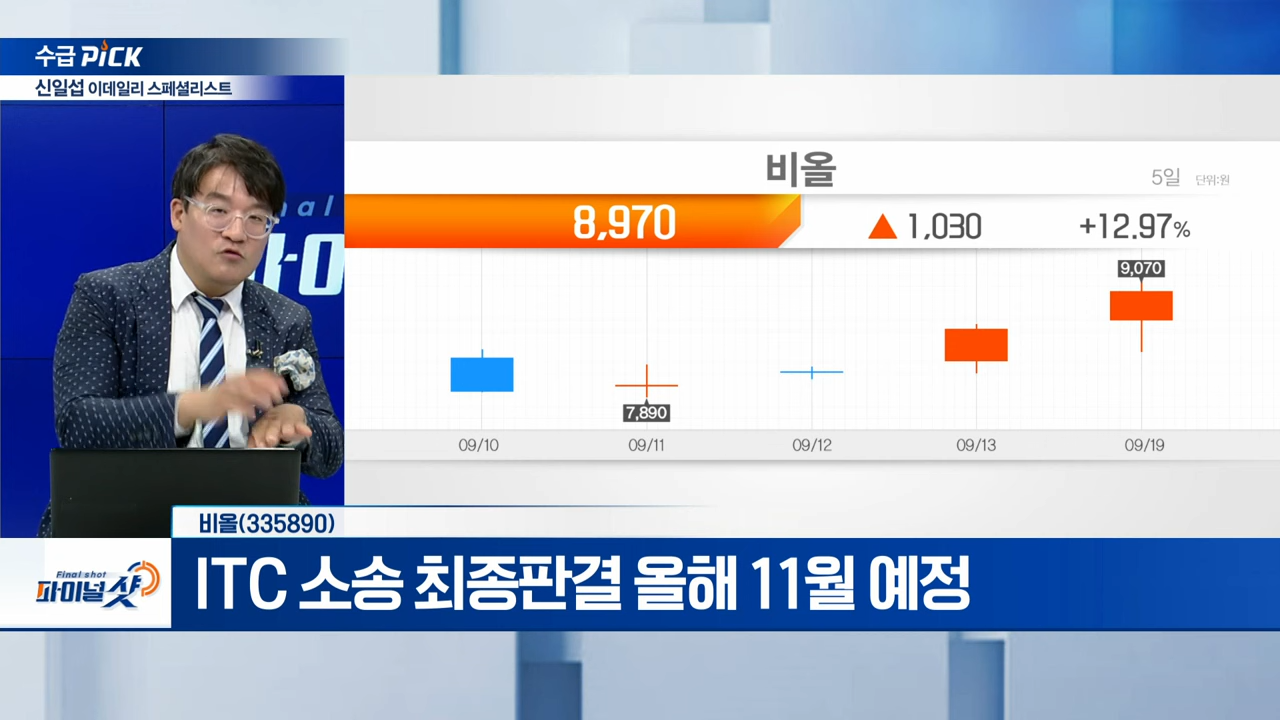 수급 PiCK
신일섭 이데일리 스페셜리스트
비올
5일 단위:원
8,970 ▲ 1,030 +12.97%
9,070
7,890
09/10 09/11 09/12 09/13 09/19
비올(335890)
Final shot
파이널샷
ITC 소송 최종판결 올해 11월 예정